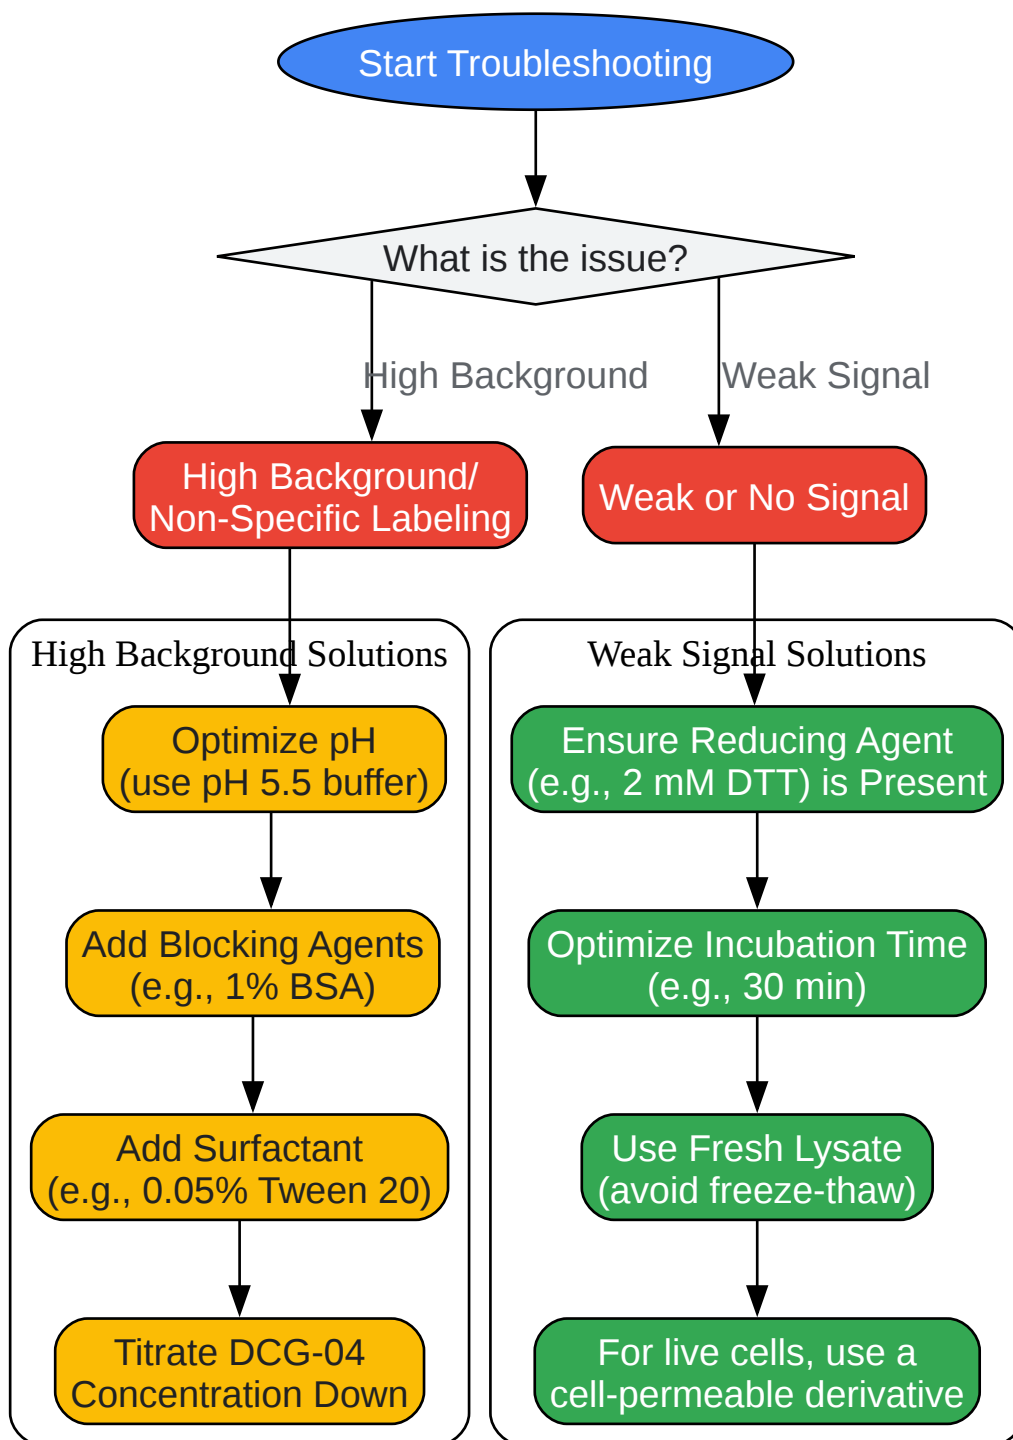 Start Troubleshooting
What is the issue?
High Background
Weak Signal
High Background/
Non-Specific Labeling
Weak or No Signal
High Background Solutions
Optimize pH
(use pH 5.5 buffer)
Add Blocking Agents
(e.g., 1% BSA)
Add Surfactant
(e.g., 0.05% Tween 20)
Titrate DCG-04
Concentration Down
Weak Signal Solutions
Ensure Reducing Agent
(e.g., 2 mM DTT) is Present
Optimize Incubation Time
(e.g., 30 min)
Use Fresh Lysate
(avoid freeze-thaw)
For live cells, use a
cell-permeable derivative